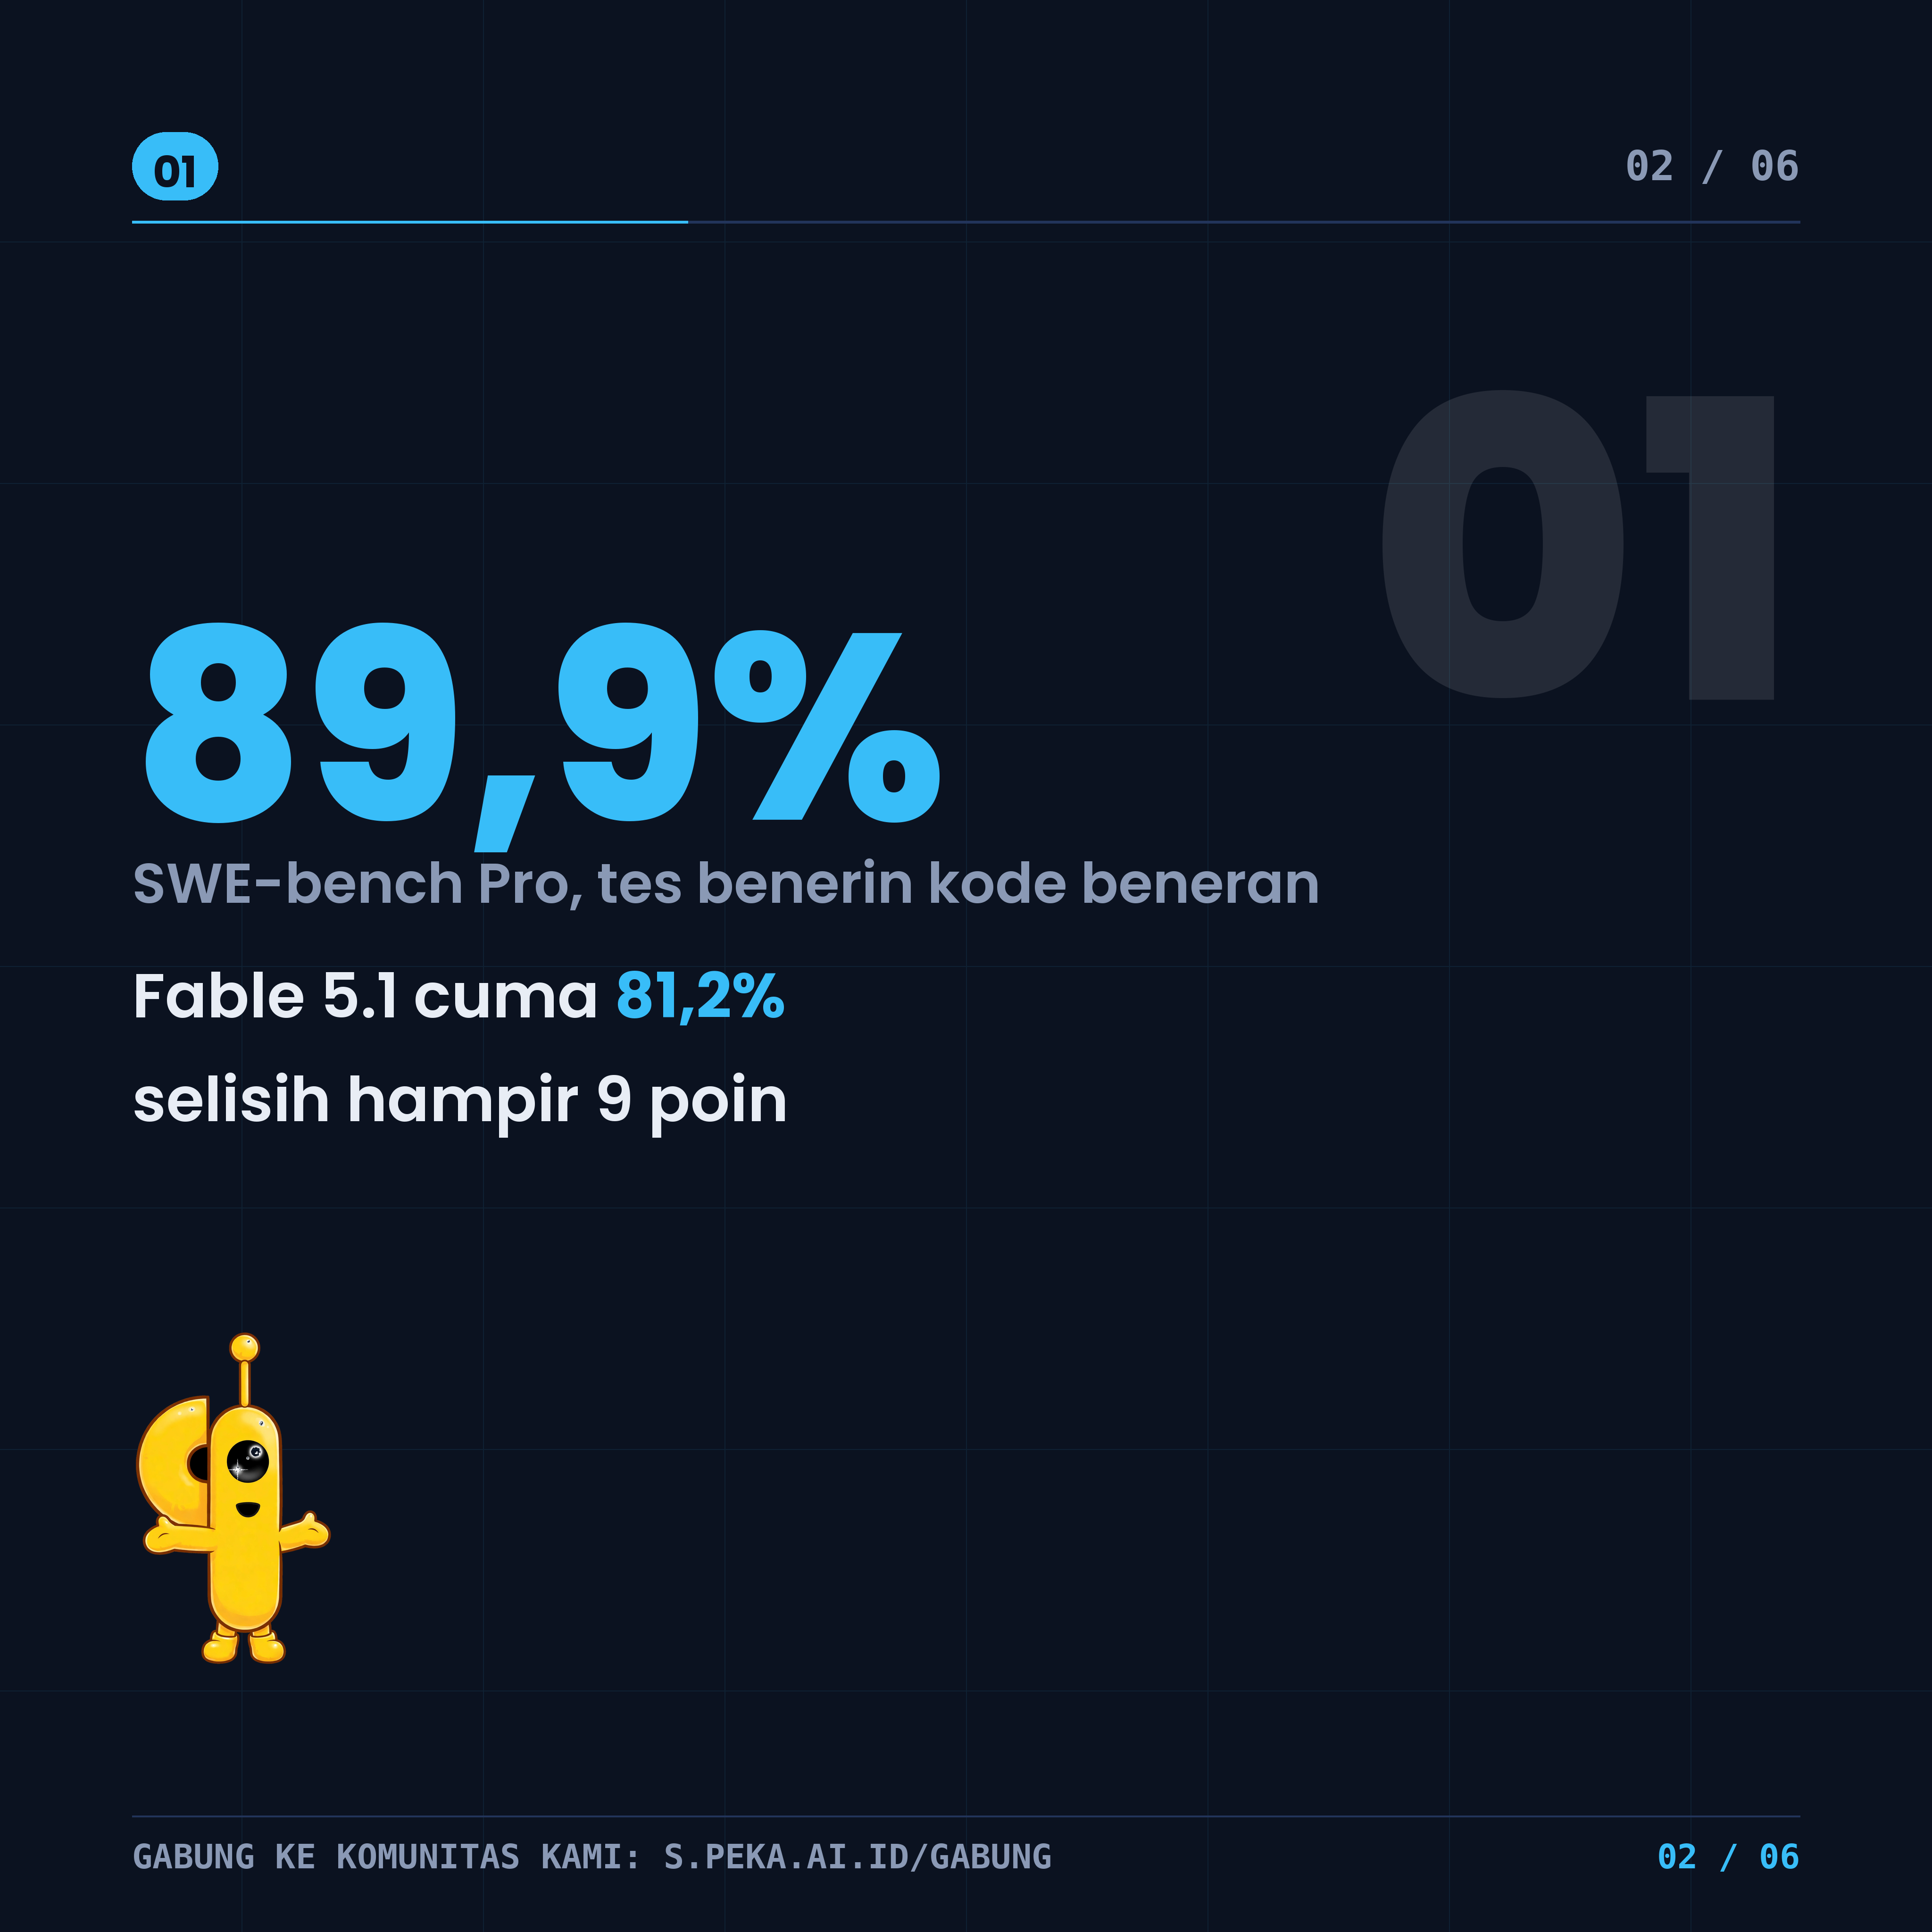 01
02 / 06
01
89,9%
SWE-bench Pro, tes benerin kode beneran
Fable 5.1 cuma 81,2%
selisih hampir 9 poin
GABUNG KE KOMUNITAS KAMI: S.PEKA.AI.ID/GABUNG
02 / 06